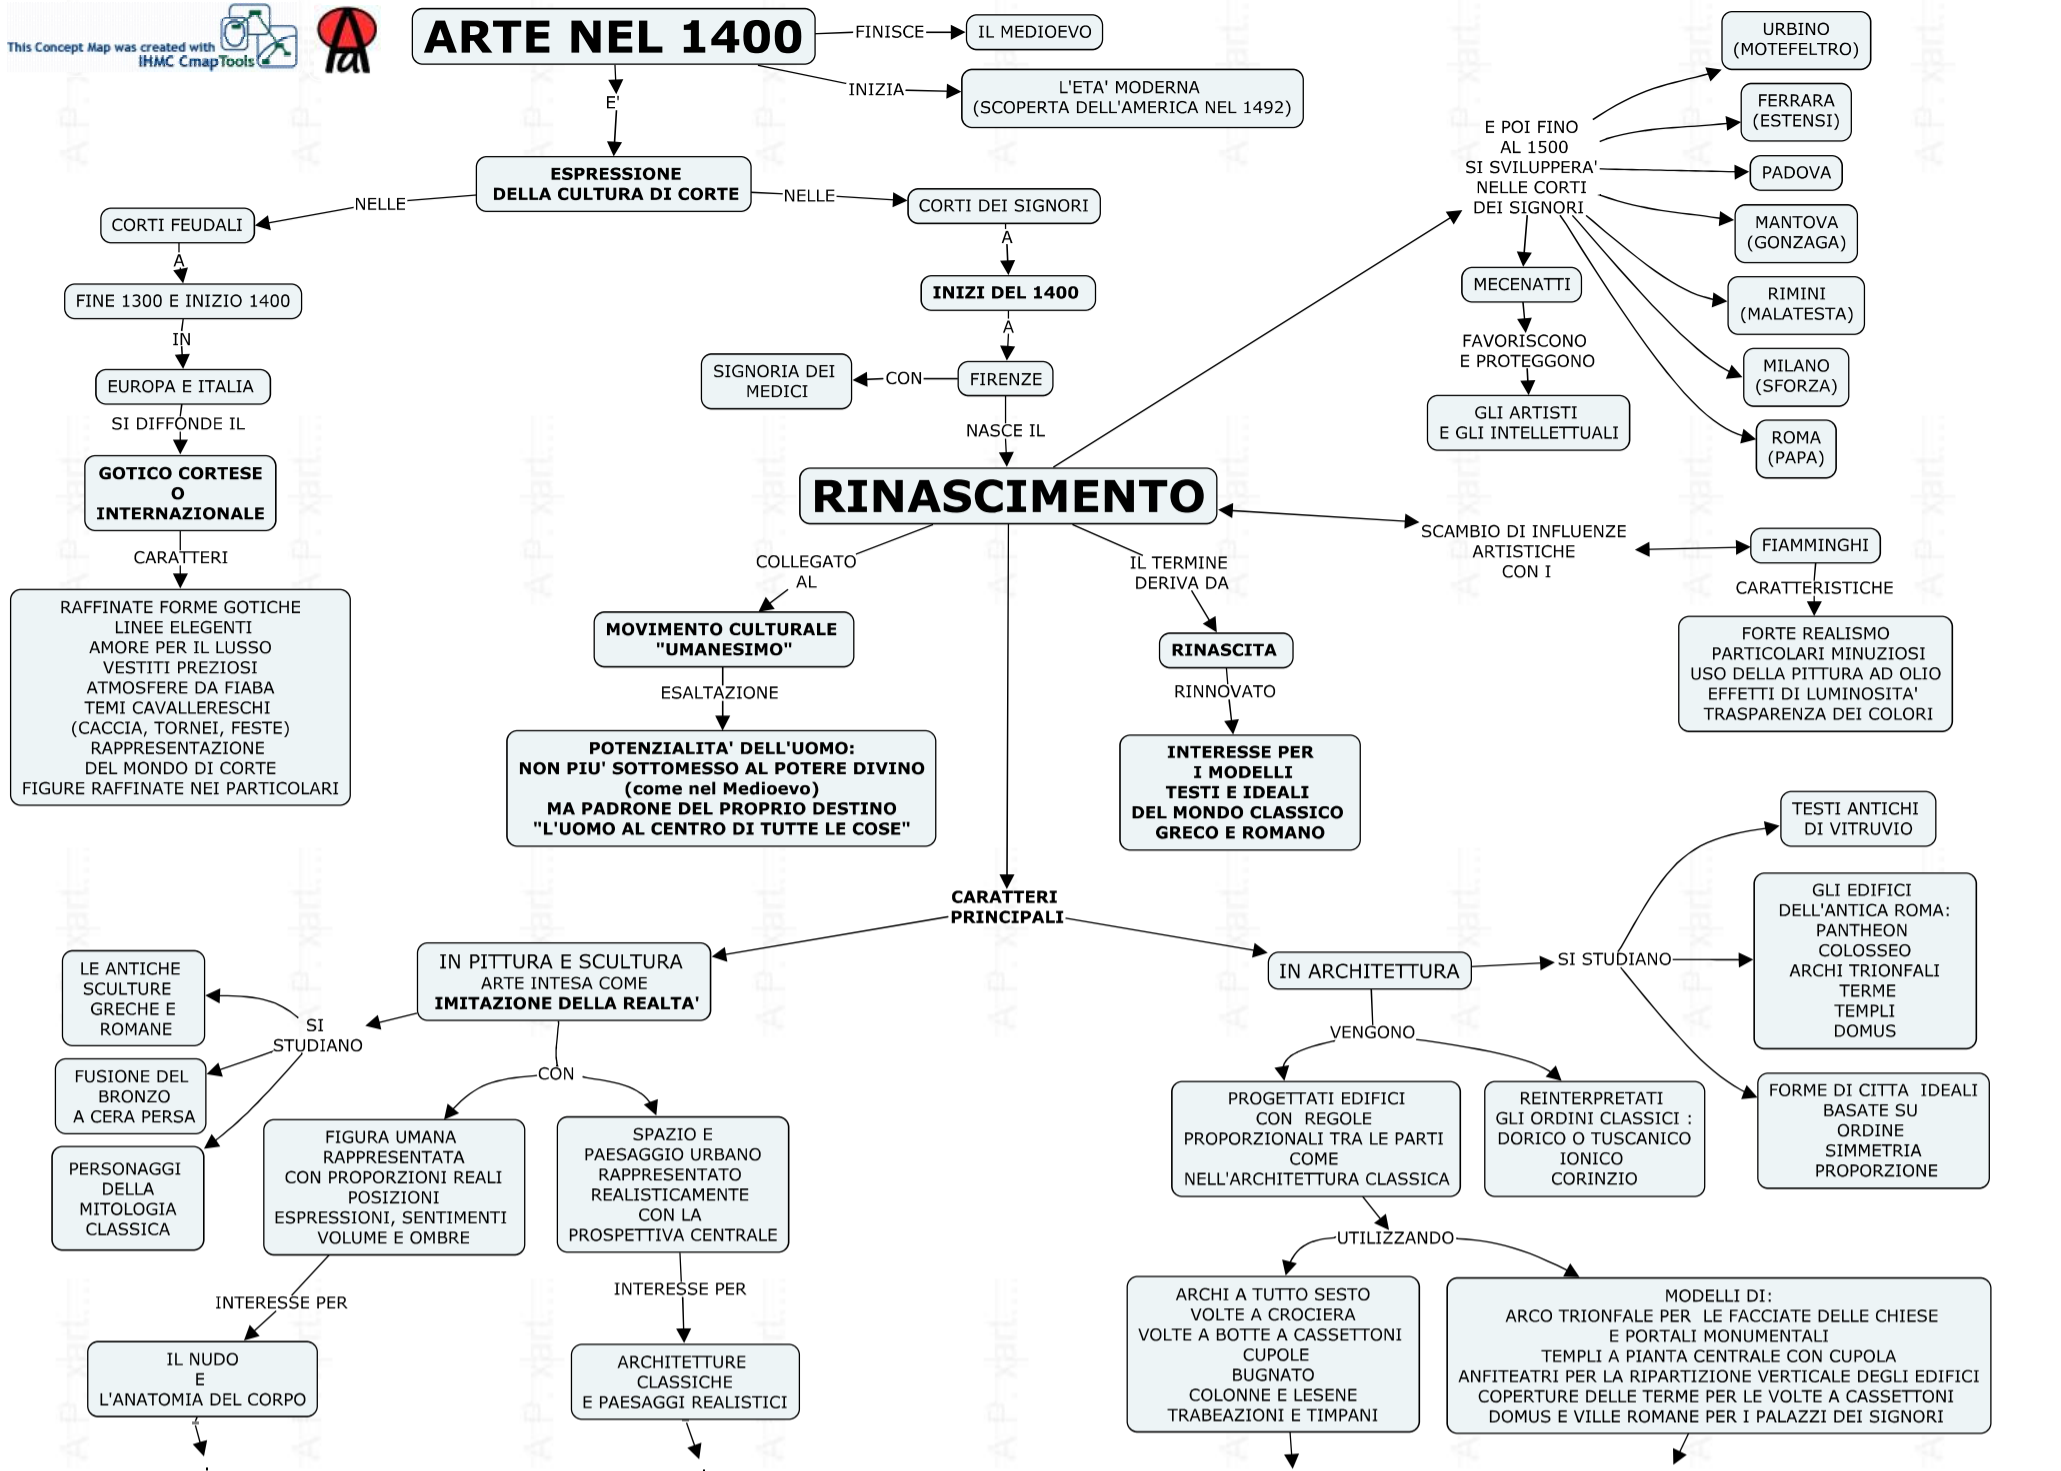 This Concept Map was created with
IHMC CmapTools
ARTE NEL 1400
FINISCE
IL MEDIOEVO
INIZIA
L'ETA' MODERNA
(SCOPERTA DELL'AMERICA NEL 1492)
E'
ESPRESSIONE
DELLA CULTURA DI CORTE
NELLE
CORTI FEUDALI
A
FINE 1300 E INIZIO 1400
IN
EUROPA E ITALIA
SI DIFFONDE IL
GOTICO CORTESE
O
INTERNAZIONALE
CARATTERI
RAFFINATE FORME GOTICHE
LINEE ELEGENTI
AMORE PER IL LUSSO
VESTITI PREZIOSI
ATMOSFERE DA FIABA
TEMI CAVALLERESCHI
(CACCIA, TORNEI, FESTE)
RAPPRESENTAZIONE
DEL MONDO DI CORTE
FIGURE RAFFINATE NEI PARTICOLARI
NELLE
CORTI DEI SIGNORI
A
INIZI DEL 1400
A
FIRENZE
CON
SIGNORIA DEI
MEDICI
NASCE IL
RINASCIMENTO
E POI FINO
AL 1500
SI SVILUPPERA'
NELLE CORTI
DEI SIGNORI
URBINO
(MOTEFELTRO)
FERRARA
(ESTENSI)
PADOVA
MANTOVA
(GONZAGA)
RIMINI
(MALATESTA)
MILANO
(SFORZA)
ROMA
(PAPA)
MECENATTI
FAVORISCONO
E PROTEGGONO
GLI ARTISTI
E GLI INTELLETTUALI
SCAMBIO DI INFLUENZE
ARTISTICHE
CON I
FIAMMINGHI
CARATTERISTICHE
FORTE REALISMO
PARTICOLARI MINUZIOSI
USO DELLA PITTURA AD OLIO
EFFETTI DI LUMINOSITA'
TRASPARENZA DEI COLORI
COLLEGATO
AL
MOVIMENTO CULTURALE
"UMANESIMO"
ESALTAZIONE
POTENZIALITA' DELL'UOMO:
NON PIU' SOTTOMESSO AL POTERE DIVINO
(come nel Medioevo)
MA PADRONE DEL PROPRIO DESTINO
"L'UOMO AL CENTRO DI TUTTE LE COSE"
IL TERMINE
DERIVA DA
RINASCITA
RINNOVATO
INTERESSE PER
I MODELLI
TESTI E IDEALI
DEL MONDO CLASSICO
GRECO E ROMANO
CARATTERI
PRINCIPALI
IN PITTURA E SCULTURA
ARTE INTESA COME
IMITAZIONE DELLA REALTA'
SI
STUDIANO
LE ANTICHE
SCULTURE
GRECHE E
ROMANE
FUSIONE DEL
BRONZO
A CERA PERSA
PERSONAGGI
DELLA
MITOLOGIA
CLASSICA
CON
FIGURA UMANA
RAPPRESENTATA
CON PROPORZIONI REALI
POSIZIONI
ESPRESSIONI, SENTIMENTI
VOLUME E OMBRE
INTERESSE PER
IL NUDO
E
L'ANATOMIA DEL CORPO
SPAZIO E
PAESAGGIO URBANO
RAPPRESENTATO
REALISTICAMENTE
CON LA
PROSPETTIVA CENTRALE
INTERESSE PER
ARCHITETTURE
CLASSICHE
E PAESAGGI REALISTICI
IN ARCHITETTURA
SI STUDIANO
TESTI ANTICHI
DI VITRUVIO
GLI EDIFICI
DELL'ANTICA ROMA:
PANTHEON
COLOSSEO
ARCHI TRIONFALI
TERME
TEMPLI
DOMUS
FORME DI CITTA IDEALI
BASATE SU
ORDINE
SIMMETRIA
PROPORZIONE
VENGONO
PROGETTATI EDIFICI
CON REGOLE
PROPORZIONALI TRA LE PARTI
COME
NELL'ARCHITETTURA CLASSICA
REINTERPRETATI
GLI ORDINI CLASSICI :
DORICO O TUSCANICO
IONICO
CORINZIO
UTILIZZANDO
ARCHI A TUTTO SESTO
VOLTE A CROCIERA
VOLTE A BOTTE A CASSETTONI
CUPOLE
BUGNATO
COLONNE E LESENE
TRABEAZIONI E TIMPANI
MODELLI DI:
ARCO TRIONFALE PER LE FACCIATE DELLE CHIESE
E PORTALI MONUMENTALI
TEMPLI A PIANTA CENTRALE CON CUPOLA
ANFITEATRI PER LA RIPARTIZIONE VERTICALE DEGLI EDIFICI
COPERTURE DELLE TERME PER LE VOLTE A CASSETTONI
DOMUS E VILLE ROMANE PER I PALAZZI DEI SIGNORI